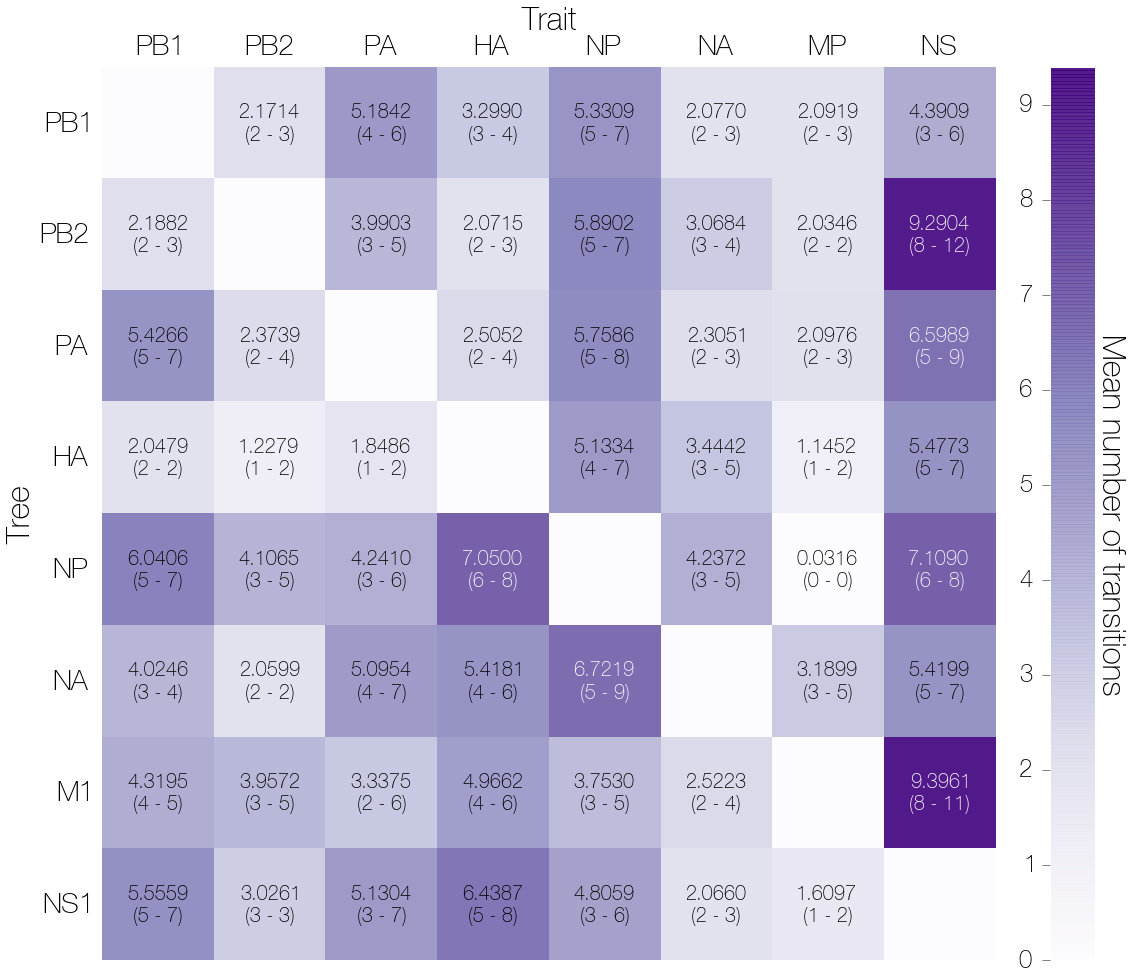 Trait
PB1 PB2 PA HA NP NA MP NS
PB1 2.1714 5.1842 3.2990 5.3309 2.0770 2.0919 4.3909
(2 - 3) (4 - 6) (3 - 4) (5 - 7) (2 - 3) (2 - 3) (3 - 6)
PB2 2.1882 3.9903 2.0715 5.8902 3.0684 2.0346 9.2904
(2 - 3) (3 - 5) (2 - 3) (5 - 7) (3 - 4) (2 - 2) (8 - 12)
PA 5.4266 2.3739 2.5052 5.7586 2.3051 2.0976 6.5989
(5 - 7) (2 - 4) (2 - 4) (5 - 8) (2 - 3) (2 - 3) (5 - 9)
HA 2.0479 1.2279 1.8486 5.1334 3.4442 1.1452 5.4773
(2 - 2) (1 - 2) (1 - 2) (4 - 7) (3 - 5) (1 - 2) (5 - 7)
NP 6.0406 4.1065 4.2410 7.0500 4.2372 0.0316 7.1090
(5 - 7) (3 - 5) (3 - 6) (6 - 8) (3 - 5) (0 - 0) (6 - 8)
NA 4.0246 2.0599 5.0954 5.4181 6.7219 3.1899 5.4199
(3 - 4) (2 - 2) (4 - 7) (4 - 6) (5 - 9) (3 - 5) (5 - 7)
M1 4.3195 3.9572 3.3375 4.9662 3.7530 2.5223 9.3961
(4 - 5) (3 - 5) (2 - 6) (4 - 6) (3 - 5) (2 - 4) (8 - 11)
NS1 5.5559 3.0261 5.1304 6.4387 4.8059 2.0660 1.6097
(5 - 7) (3 - 3) (3 - 7) (5 - 8) (3 - 6) (2 - 3) (1 - 2)
Tree
9
8
7
6
5
4
3
2
1
0
Mean number of transitions